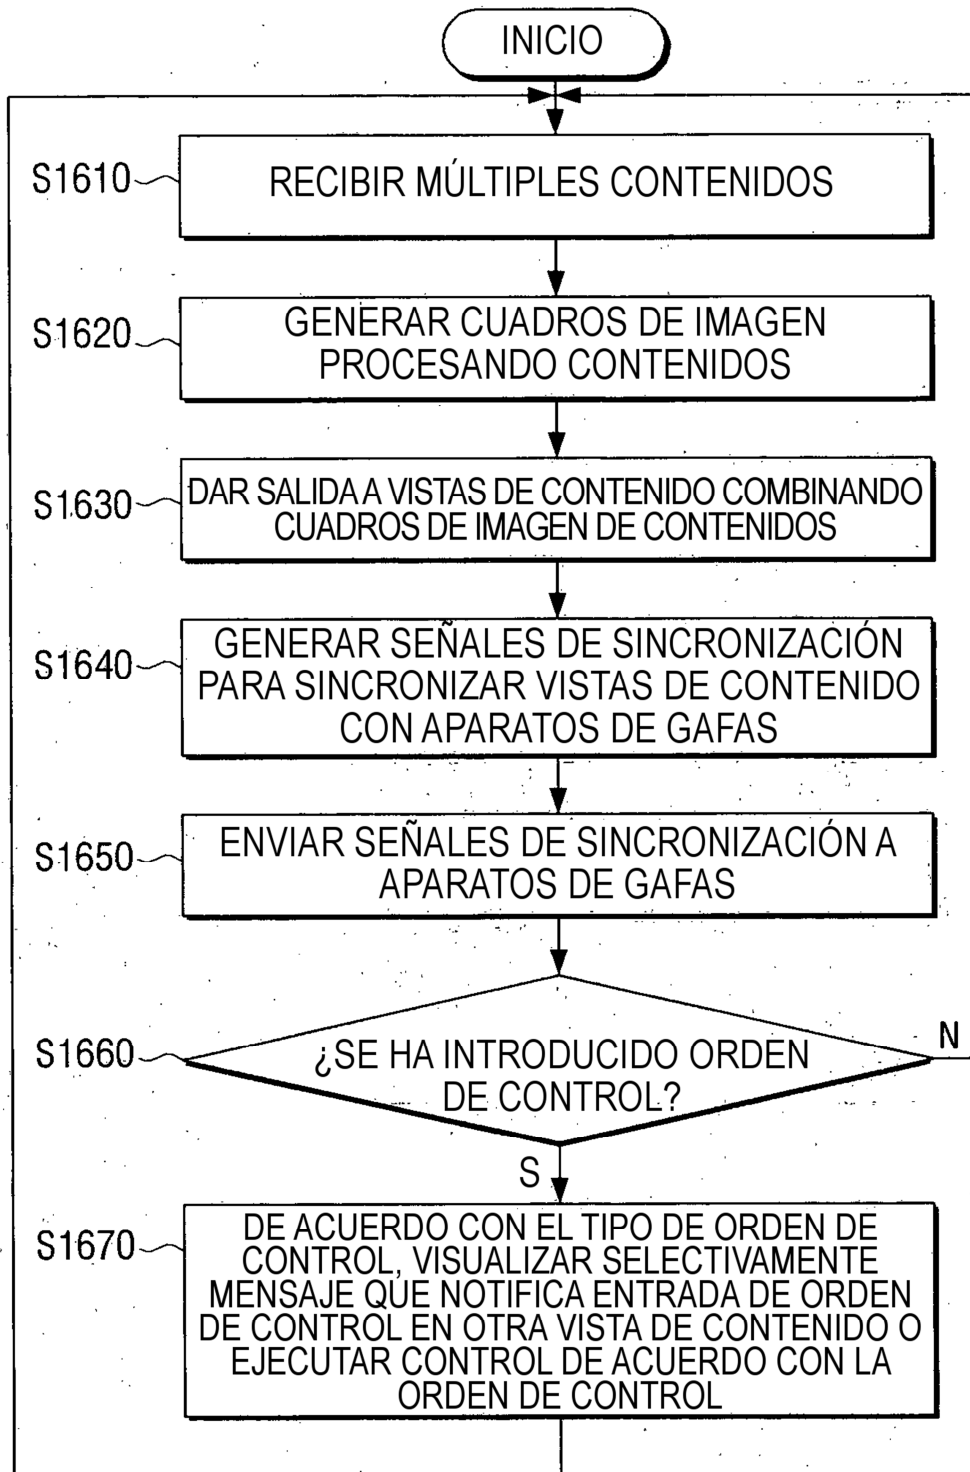 INICIO
S1610
RECIBIR MÚLTIPLES CONTENIDOS
S1620
GENERAR CUADROS DE IMAGEN
PROCESANDO CONTENIDOS
S1630
DAR SALIDA A VISTAS DE CONTENIDO COMBINANDO
CUADROS DE IMAGEN DE CONTENIDOS
S1640
GENERAR SEÑALES DE SINCRONIZACIÓN
PARA SINCRONIZAR VISTAS DE CONTENIDO
CON APARATOS DE GAFAS
S1650
ENVIAR SEÑALES DE SINCRONIZACIÓN A
APARATOS DE GAFAS
S1660
¿SE HA INTRODUCIDO ORDEN
DE CONTROL?
N
S
S1670
DE ACUERDO CON EL TIPO DE ORDEN DE
CONTROL, VISUALIZAR SELECTIVAMENTE
MENSAJE QUE NOTIFICA ENTRADA DE ORDEN
DE CONTROL EN OTRA VISTA DE CONTENIDO O
EJECUTAR CONTROL DE ACUERDO CON LA
ORDEN DE CONTROL